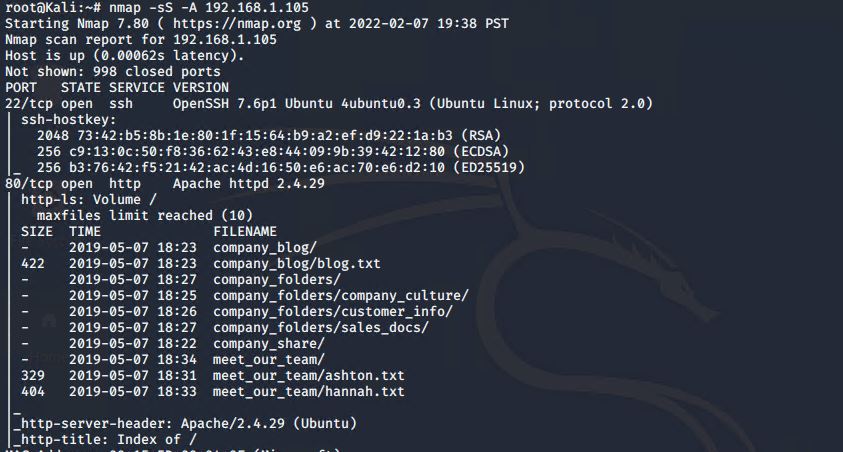 root@Kali:~# nmap -sS -A 192.168.1.105
Starting Nmap 7.80 ( https://nmap.org ) at 2022-02-07 19:38 PST
Nmap scan report for 192.168.1.105
Host is up (0.00062s latency).
Not shown: 998 closed ports
PORT   STATE SERVICE VERSION
22/tcp open  ssh     OpenSSH 7.6p1 Ubuntu 4ubuntu0.3 (Ubuntu Linux; protocol 2.0)
| ssh-hostkey:
|   2048 73:42:b5:8b:1e:80:1f:15:64:b9:a2:ef:d9:22:1a:b3 (RSA)
|   256 c9:13:0c:50:f8:36:62:43:e8:44:09:9b:39:42:12:80 (ECDSA)
|_  256 b3:76:42:f5:21:42:ac:4d:16:50:e6:ac:70:e6:d2:10 (ED25519)
80/tcp open  http    Apache httpd 2.4.29
| http-ls: Volume /
|   maxfiles limit reached (10)
| SIZE  TIME              FILENAME
| -     2019-05-07 18:23  company_blog/
| 422   2019-05-07 18:23  company_blog/blog.txt
| -     2019-05-07 18:27  company_folders/
| -     2019-05-07 18:25  company_folders/company_culture/
| -     2019-05-07 18:26  company_folders/customer_info/
| -     2019-05-07 18:27  company_folders/sales_docs/
| -     2019-05-07 18:22  company_share/
| -     2019-05-07 18:34  meet_our_team/
| 329   2019-05-07 18:31  meet_our_team/ashton.txt
| 404   2019-05-07 18:33  meet_our_team/hannah.txt
|_
|_http-server-header: Apache/2.4.29 (Ubuntu)
|_http-title: Index of /